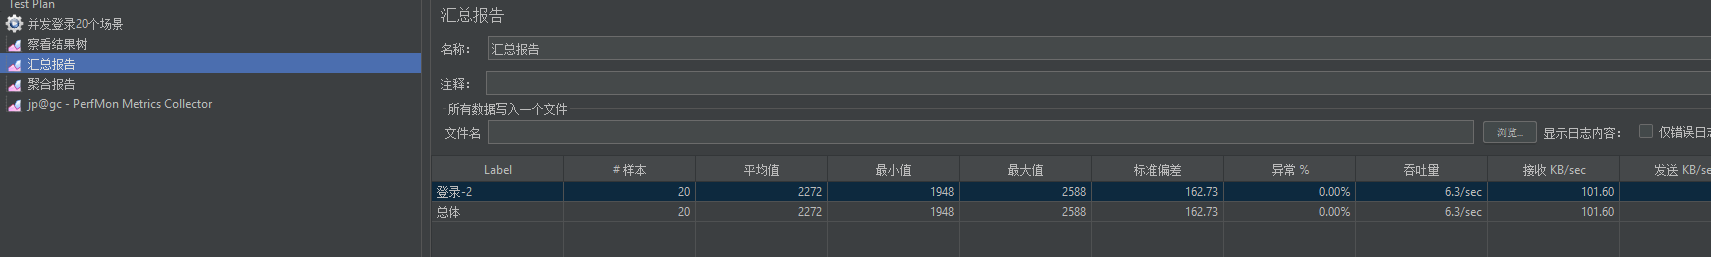 Test Plan
并发登录20个场景
察看结果树
汇总报告
聚合报告
jp@gc - PerfMon Metrics Collector
汇总报告
名称： 汇总报告
注释：
所有数据写入一个文件
文件名 浏览... 显示日志内容： 仅错误日志
Label # 样本 平均值 最小值 最大值 标准偏差 异常 % 吞吐量 接收 KB/sec 发送 KB/se
登录-2 20 2272 1948 2588 162.73 0.00% 6.3/sec 101.60
总体 20 2272 1948 2588 162.73 0.00% 6.3/sec 101.60